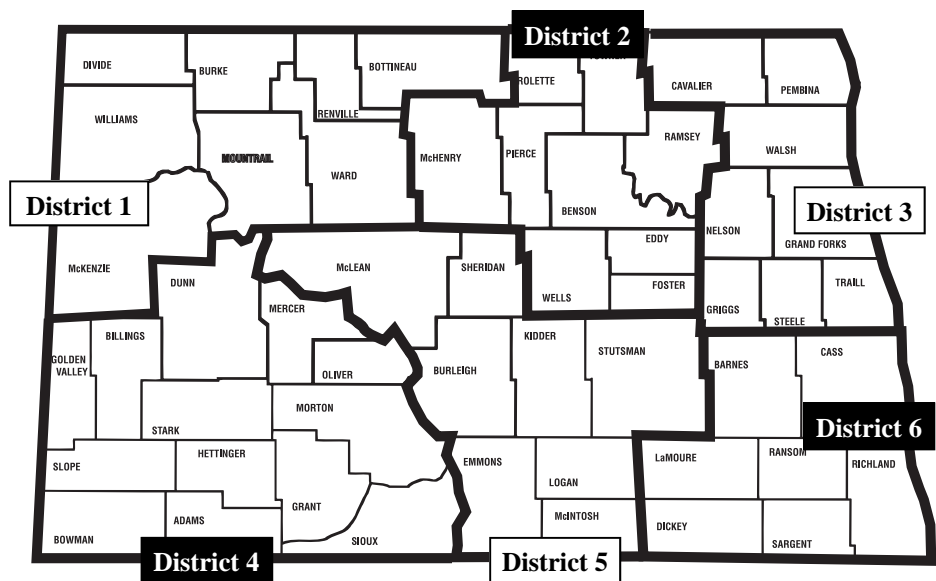 District 2
DIVIDE
BURKE
BOTTINEAU
ROLETTE
CAVALIER
PEMBINA
WILLIAMS
RENVILLE
MOUNTRAIL
WARD
McHENRY
PIERCE
RAMSEY
WALSH
District 1
BENSON
District 3
NELSON
GRAND FORKS
McKENZIE
DUNN
McLEAN
SHERIDAN
EDDY
WELLS
FOSTER
TRAILL
MERCER
GRIGGS
STEELE
BILLINGS
GOLDEN
VALLEY
KIDDER
STUTSMAN
OLIVER
BURLEIGH
BARNES
CASS
STARK
MORTON
District 6
SLOPE
HETTINGER
EMMONS
LOGAN
LaMOURE
RANSOM
RICHLAND
GRANT
BOWMAN
ADAMS
SIOUX
McINTOSH
DICKEY
SARGENT
District 4
District 5